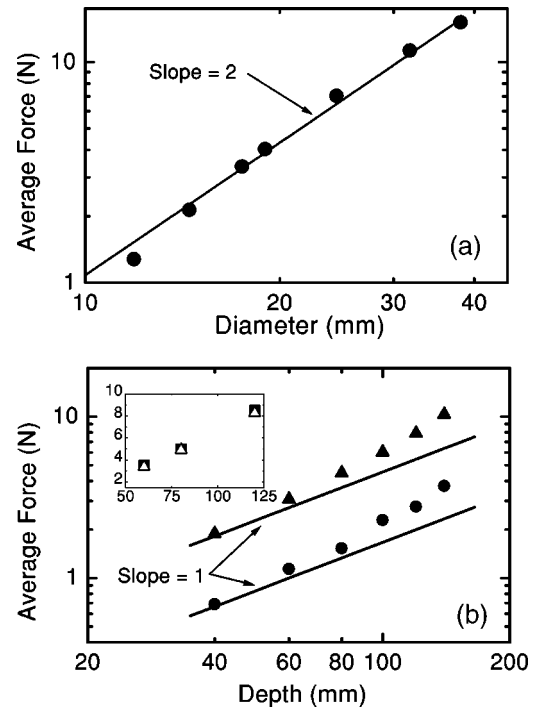 Average Force (N)
10
1
Slope = 2
(a)
10 20 30 40
Diameter (mm)
Average Force (N)
10
1
10
8
6
4
2
50 75 100 125
Slope = 1
(b)
20 40 60 80 100 200
Depth (mm)